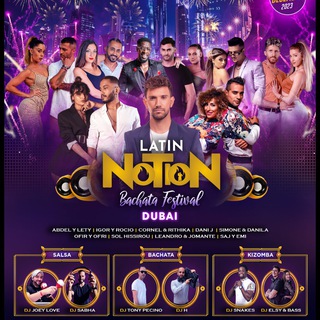 2023
LATIN
NOTION
Bachata Festival
DUBAI
ABDEL Y LETY | IGOR Y ROCIO | CORNEL & RITHIKA | DANI J | SIMONE & DANILA
OFIR Y OFRI | SOL HISSIROU | LEANDRO & JOMANTE | SAJ Y EMI
SALSA
BACHATA
KIZOMBA
DJ JOEY LOVE
DJ SABHA
DJ TONY PECINO
DJ H
DJ SNAKES
DJ ELSY & BASS